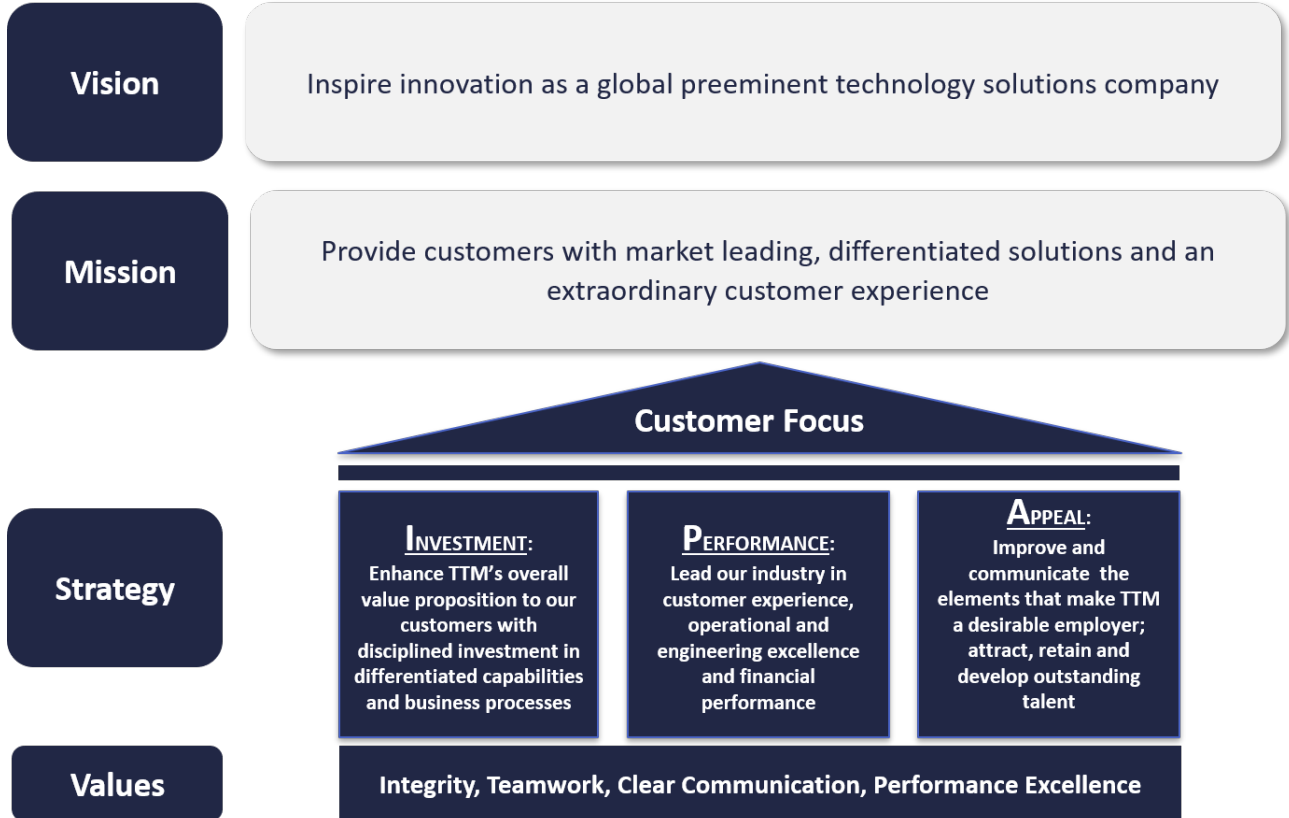 Vision
Inspire innovation as a global preeminent technology solutions company
Mission
Provide customers with market leading, differentiated solutions and an
extraordinary customer experience
Customer Focus
Strategy
INVESTMENT:
Enhance TTM’s overall
value proposition to our
customers with
disciplined investment in
differentiated capabilities
and business processes
PERFORMANCE:
Lead our industry in
customer experience,
operational and
engineering excellence
and financial
performance
APPEAL:
Improve and
communicate the
elements that make TTM
a desirable employer;
attract, retain and
develop outstanding
talent
Values
Integrity, Teamwork, Clear Communication, Performance Excellence